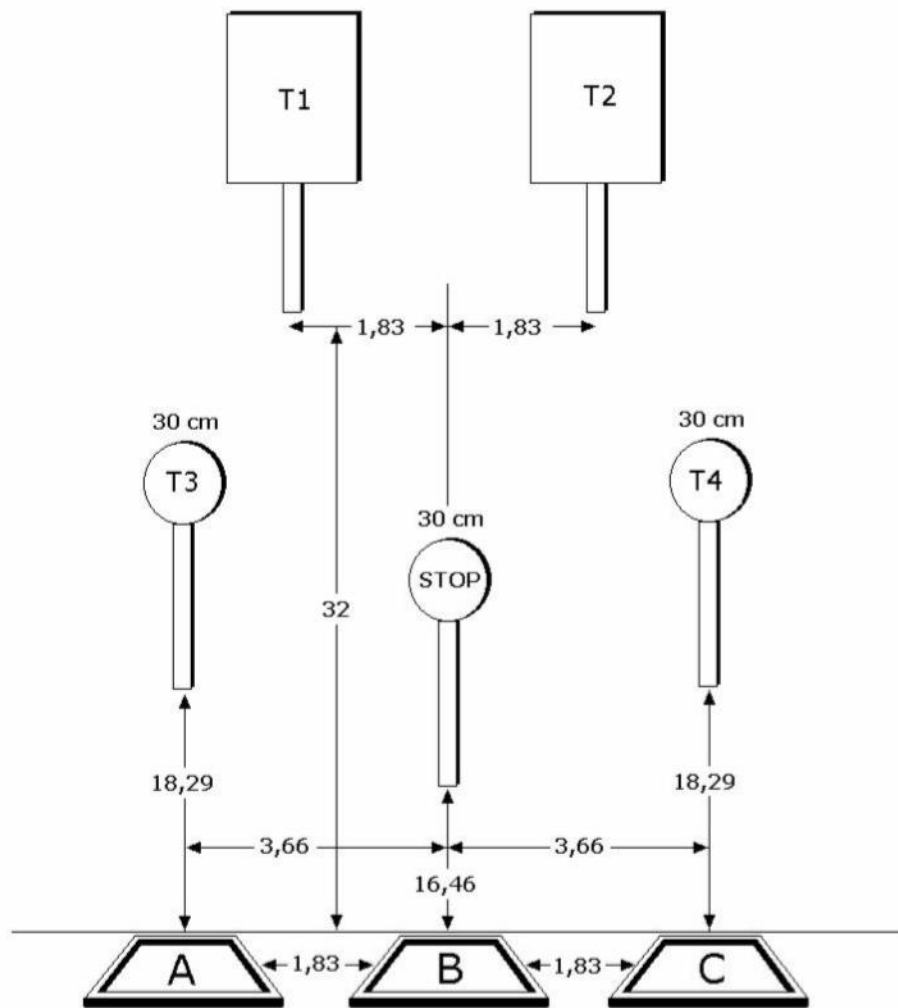 T1 T2
1,83 1,83
30 cm 30 cm
T3 T4
30 cm
STOP
32
18,29 18,29
3,66 3,66
16,46
A 1,83 B 1,83 C